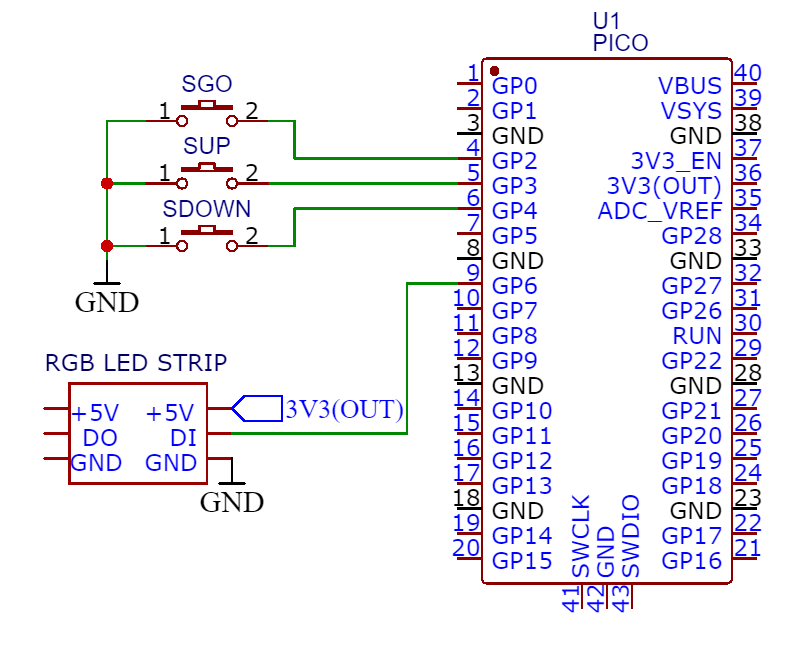 U1
PICO
SGO
1 2
SUP
1 2
SDOWN
1 2
GND
RGB LED STRIP
+5V +5V
DO DI
GND GND
3V3(OUT)
GND
1 GP0
2 GP1
3 GND
4 GP2
5 GP3
6 GP4
7 GP5
8 GND
9 GP6
10 GP7
11 GP8
12 GP9
13 GND
14 GP10
15 GP11
16 GP12
17 GP13
18 GND
19 GP14
20 GP15
VBUS 40
VSYS 39
GND 38
3V3_EN 37
3V3(OUT) 36
ADC_VREF 35
GP28 34
GND 33
GP27 32
GP26 31
RUN 30
GP22 29
GND 28
GP21 27
GP20 26
GP19 25
GP18 24
GND 23
GP17 22
GP16 21
SWCLK 41
GND 42
SWDIO 43